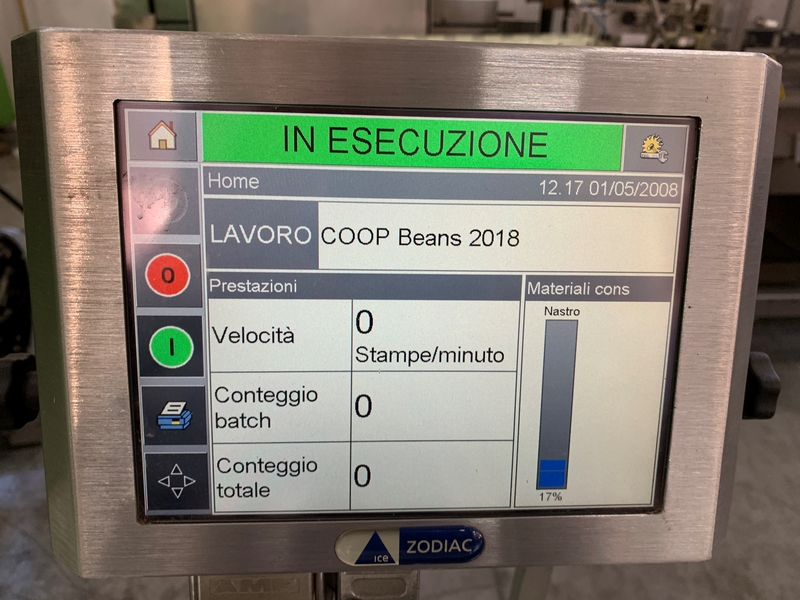 IN ESECUZIONE
Home
12.17 01/05/2008
LAVORO COOP Beans 2018
Prestazioni
Materiali cons
Velocità
0
Stampe/minuto
Conteggio
batch
0
Conteggio
totale
0
Nastro
17%
O
I
ice
ZODIAC